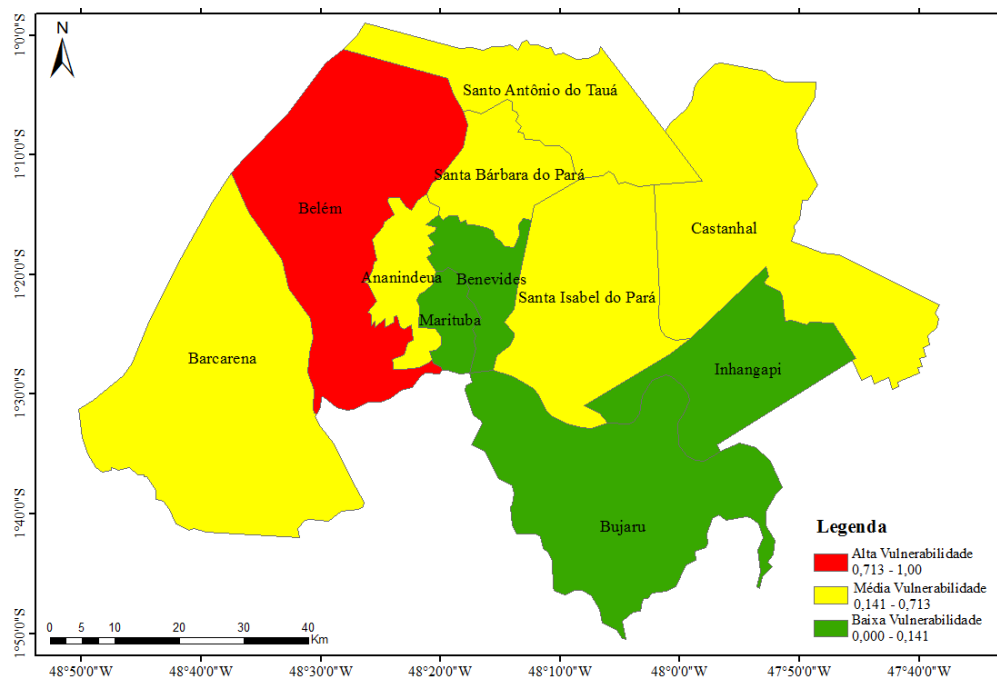 N
Santo Antônio do Tauá
Santa Bárbara do Pará
Belém
Castanhal
Ananindeua
Benevides
Santa Isabel do Pará
Marituba
Barcarena
Inhangapi
Bujaru
Legenda
Alta Vulnerabilidade
0,713 - 1,00
Média Vulnerabilidade
0,141 - 0,713
Baixa Vulnerabilidade
0,000 - 0,141
0 5 10 20 30 40
Km
1°0'0"S
1°10'0"S
1°20'0"S
1°30'0"S
1°40'0"S
1°50'0"S
48°50'0"W 48°40'0"W 48°30'0"W 48°20'0"W 48°10'0"W 48°0'0"W 47°50'0"W 47°40'0"W